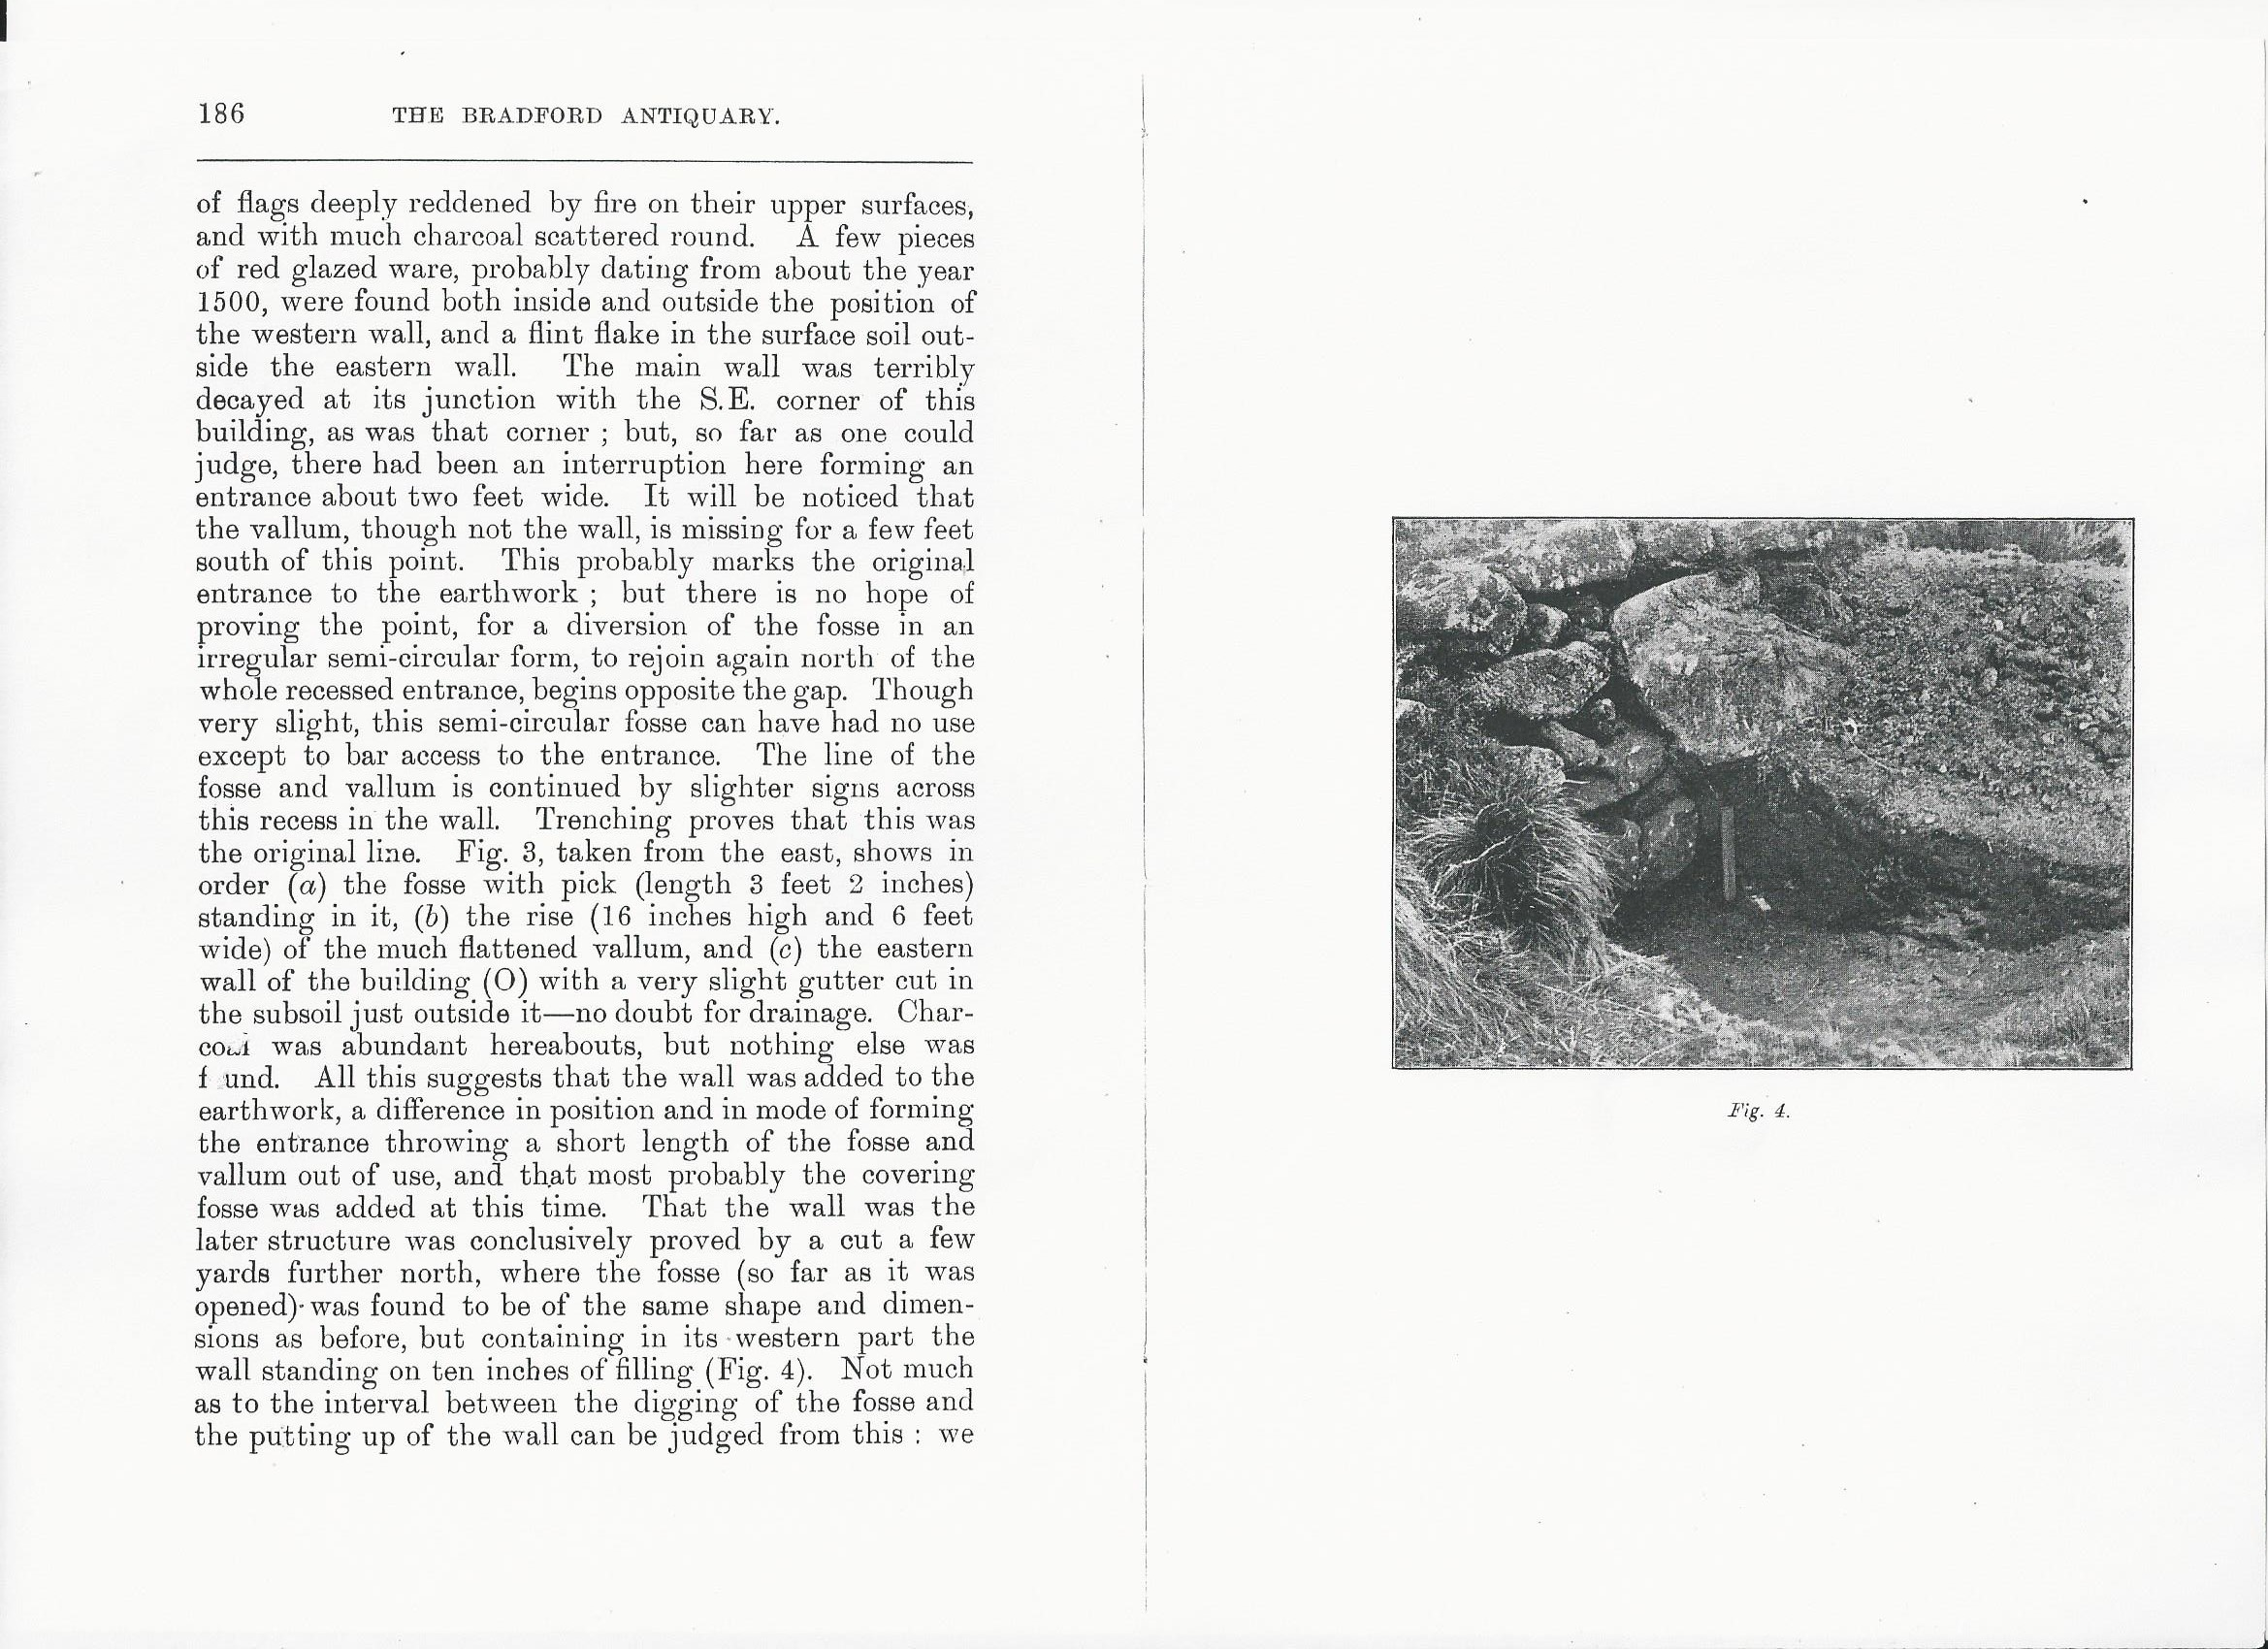 186 THE BRADFORD ANTIQUARY.
of flags deeply reddened by fire on their upper surfaces,
and with much charcoal scattered round. A few pieces
of red glazed ware, probably dating from about the year
1500, were found both inside and outside the position of
the western wall, and a flint flake in the surface soil out-
side the eastern wall. The main wall was terribly
decayed at its junction with the S.E. corner of this
building, as was that corner ; but, so far as one could
judge, there had been an interruption here forming an
entrance about two feet wide. It will be noticed that
the vallum, though not the wall, is missing for a few feet
south of this point. This probably marks the original
entrance to the earthwork ; but there is no hope of
proving the point, for a diversion of the fosse in an
irregular semi-circular form, to rejoin again north of the
whole recessed entrance, begins opposite the gap. Though
very slight, this semi-circular fosse can have had no use
except to bar access to the entrance. The line of the
fosse and vallum is continued by slighter signs across
this recess in the wall. Trenching proves that this was
the original line. Fig. 3, taken from the east, shows in
order (a) the fosse with pick (length 3 feet 2 inches)
standing in it, (b) the rise (16 inches high and 6 feet
wide) of the much flattened vallum, and (c) the eastern
wall of the building (O) with a very slight gutter cut in
the subsoil just outside it—no doubt for drainage. Char-
coal was abundant hereabouts, but nothing else was
f und. All this suggests that the wall was added to the
earthwork, a difference in position and in mode of forming
the entrance throwing a short length of the fosse and
vallum out of use, and that most probably the covering
fosse was added at this time. That the wall was the
later structure was conclusively proved by a cut a few
yards further north, where the fosse (so far as it was
opened) was found to be of the same shape and dimen-
sions as before, but containing in its western part the
wall standing on ten inches of filling (Fig. 4). Not much
as to the interval between the digging of the fosse and
the putting up of the wall can be judged from this : we
Fig. 4.